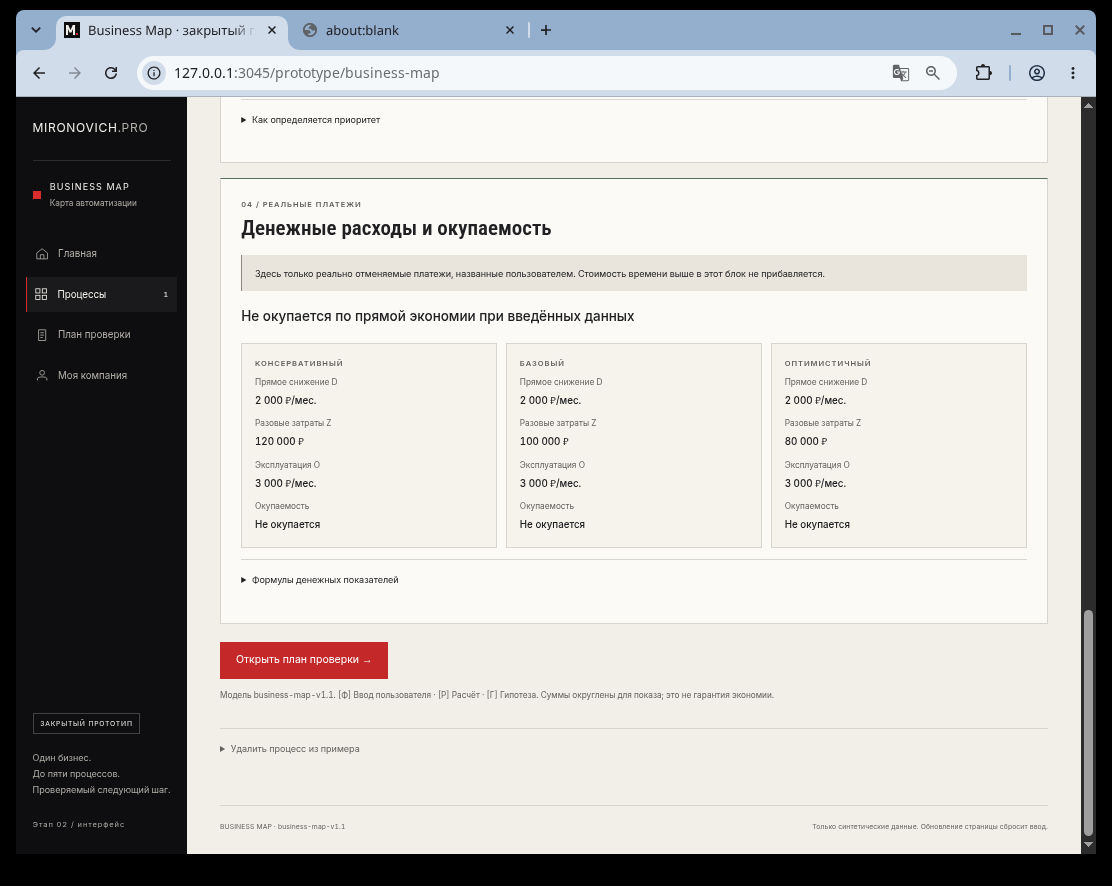 Business Map · закрытый п
about:blank
127.0.0.1:3045/prototype/business-map
MIRONOVICH.PRO
BUSINESS MAP
Карта автоматизации
Главная
Процессы 1
План проверки
Моя компания
ЗАКРЫТЫЙ ПРОТОТИП
Один бизнес.
До пяти процессов.
Проверяемый следующий шаг.
Этап 02 / интерфейс
Как определяется приоритет
04 / РЕАЛЬНЫЕ ПЛАТЕЖИ
Денежные расходы и окупаемость
Здесь только реально отменяемые платежи, названные пользователем. Стоимость времени выше в этот блок не прибавляется.
Не окупается по прямой экономии при введённых данных
КОНСЕРВАТИВНЫЙ
Прямое снижение D
2 000 ₽/мес.
Разовые затраты Z
120 000 ₽
Эксплуатация O
3 000 ₽/мес.
Окупаемость
Не окупается
БАЗОВЫЙ
Прямое снижение D
2 000 ₽/мес.
Разовые затраты Z
100 000 ₽
Эксплуатация O
3 000 ₽/мес.
Окупаемость
Не окупается
ОПТИМИСТИЧНЫЙ
Прямое снижение D
2 000 ₽/мес.
Разовые затраты Z
80 000 ₽
Эксплуатация O
3 000 ₽/мес.
Окупаемость
Не окупается
Формулы денежных показателей
Открыть план проверки →
Модель business-map-v1.1. [Ф] Ввод пользователя · [Р] Расчёт · [Г] Гипотеза. Суммы округлены для показа; это не гарантия экономии.
Удалить процесс из примера
BUSINESS MAP · business-map-v1.1
Только синтетические данные. Обновление страницы сбросит ввод.